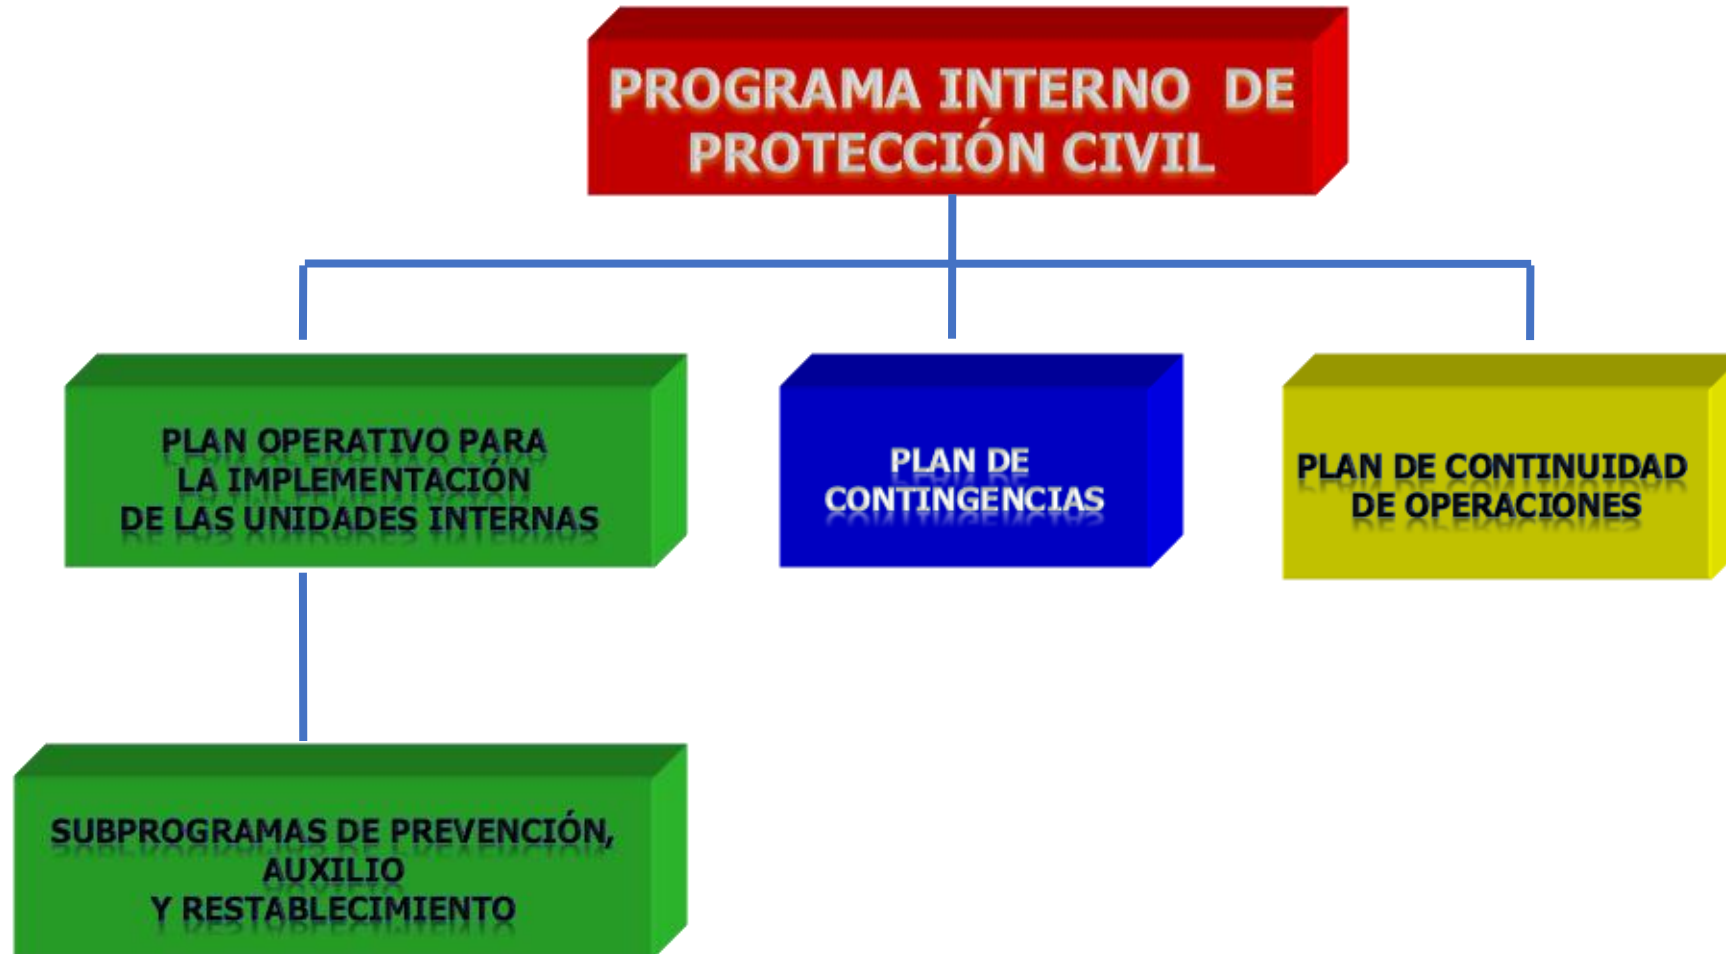 PROGRAMA INTERNO DE
PROTECCIÓN CIVIL
PLAN OPERATIVO PARA
LA IMPLEMENTACIÓN
DE LAS UNIDADES INTERNAS
PLAN DE
CONTINGENCIAS
PLAN DE CONTINUIDAD
DE OPERACIONES
SUBPROGRAMAS DE PREVENCIÓN,
AUXILIO
Y RESTABLECIMIENTO